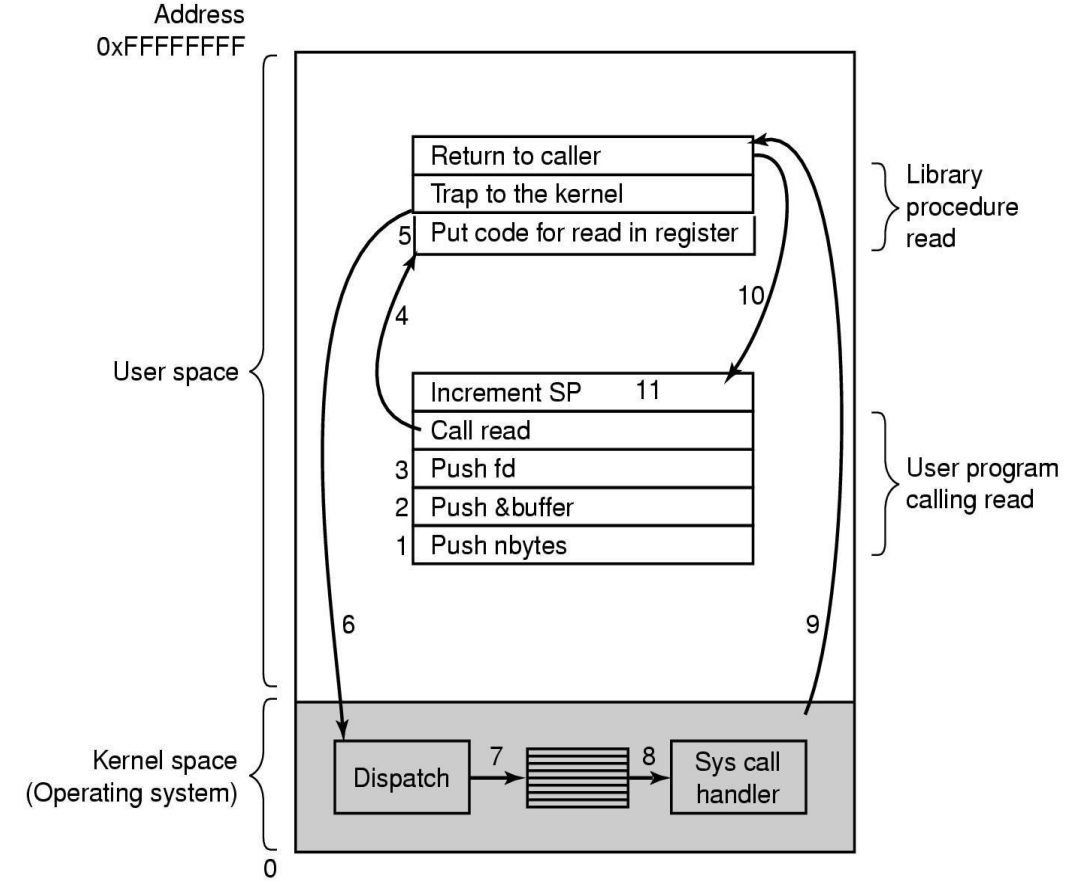 Address
0xFFFFFFFF
Return to caller
Trap to the kernel
5 Put code for read in register
Library
procedure
read
4
10
User space
Increment SP 11
Call read
3 Push fd
2 Push &buffer
1 Push nbytes
User program
calling read
6
9
Kernel space
(Operating system)
Dispatch
7
8
Sys call
handler
0